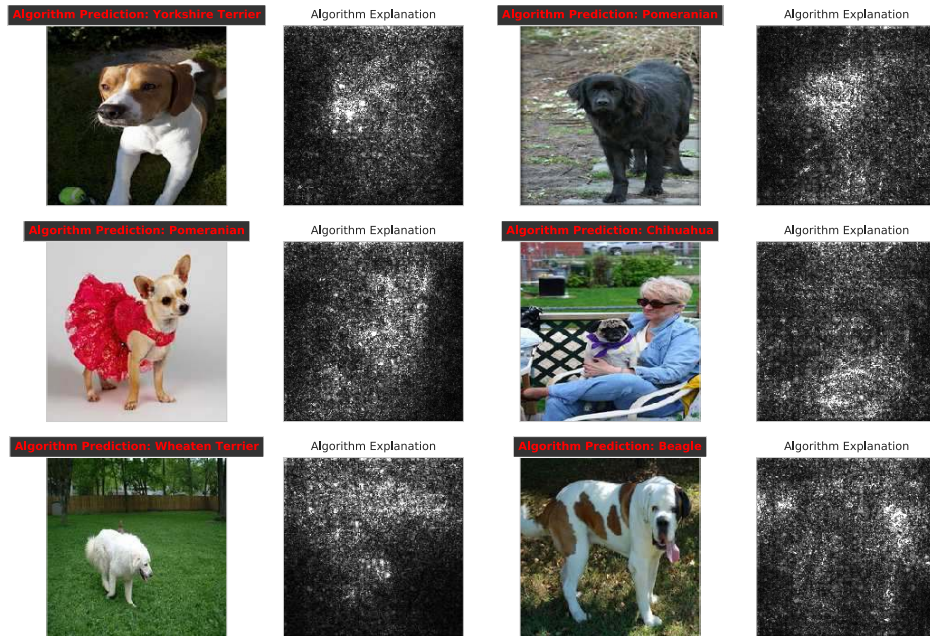 Algorithm Prediction: Yorkshire Terrier
Algorithm Explanation
Algorithm Prediction: Pomeranian
Algorithm Explanation
Algorithm Prediction: Pomeranian
Algorithm Explanation
Algorithm Prediction: Chihuahua
Algorithm Explanation
Algorithm Prediction: Wheaten Terrier
Algorithm Explanation
Algorithm Prediction: Beagle
Algorithm Explanation